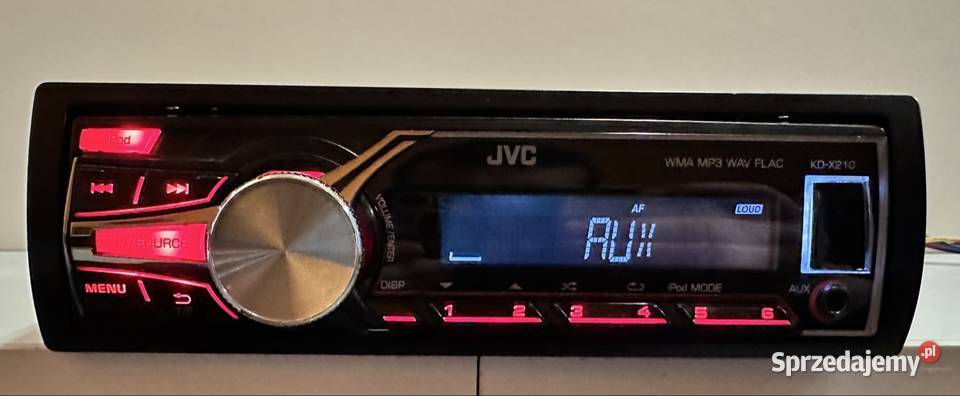 iPod
JVC
WMA MP3 WAV FLAC
KD-X210
VOLUME / ENTER
AF
LOUD
AUX
SOURCE
MENU
DISP
iPod MODE
AUX
1 2 3 4 5 6
Sprzedajemy.pl